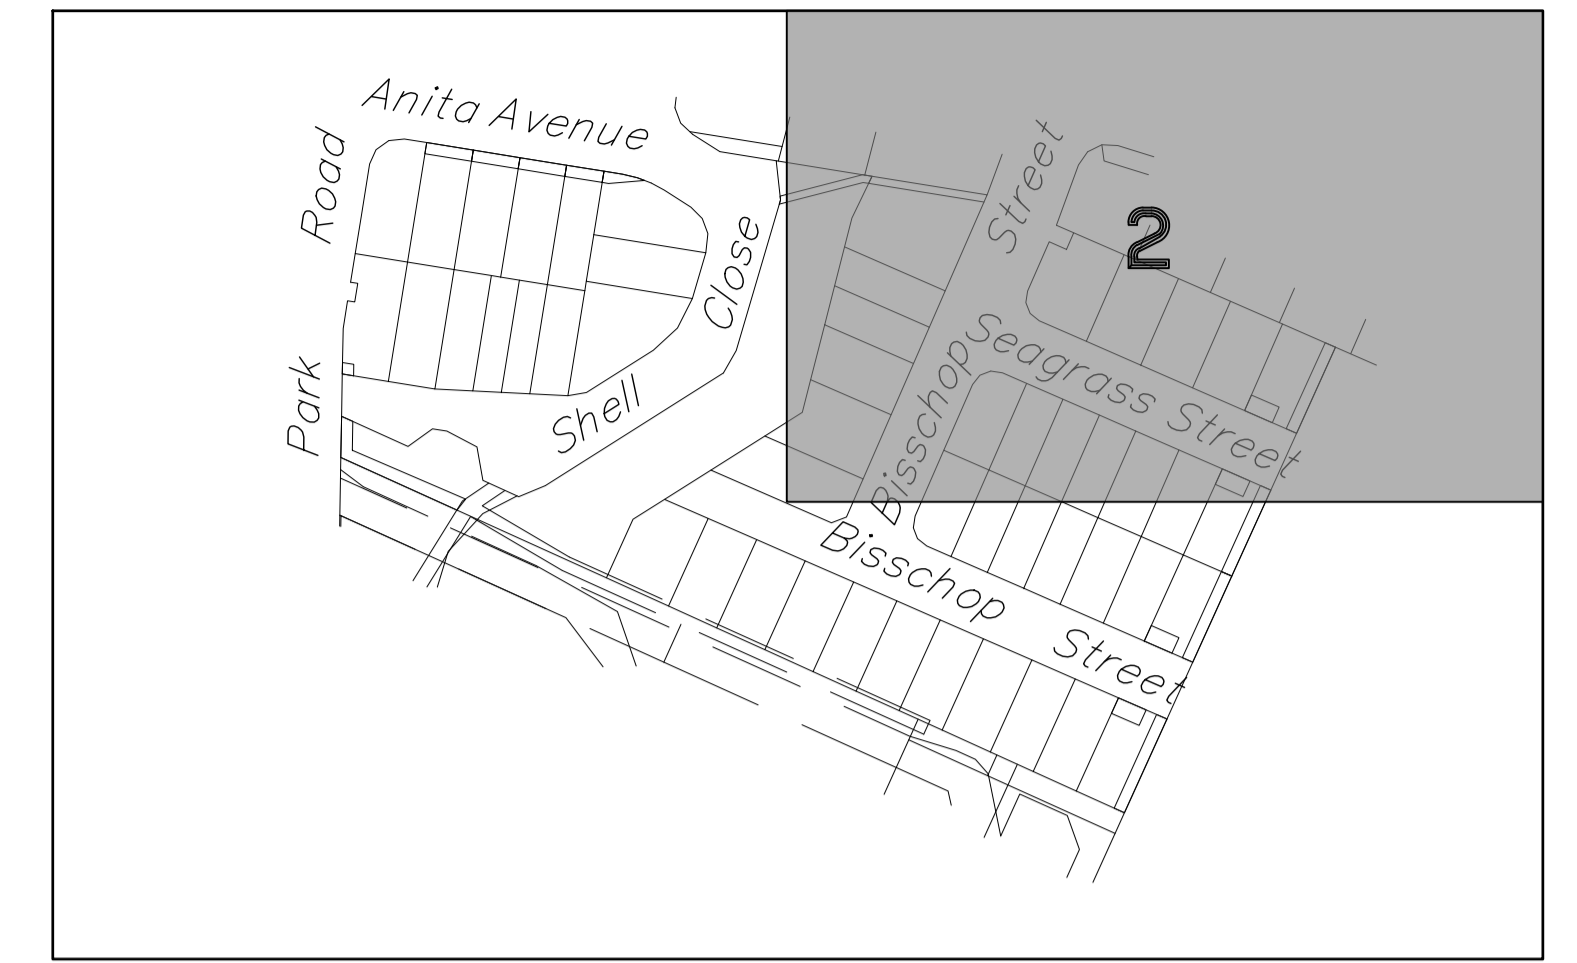 Anita Avenue
Park Road
Shell Close
2
Bisschop Street
Seagrass Street
Bisschop Street